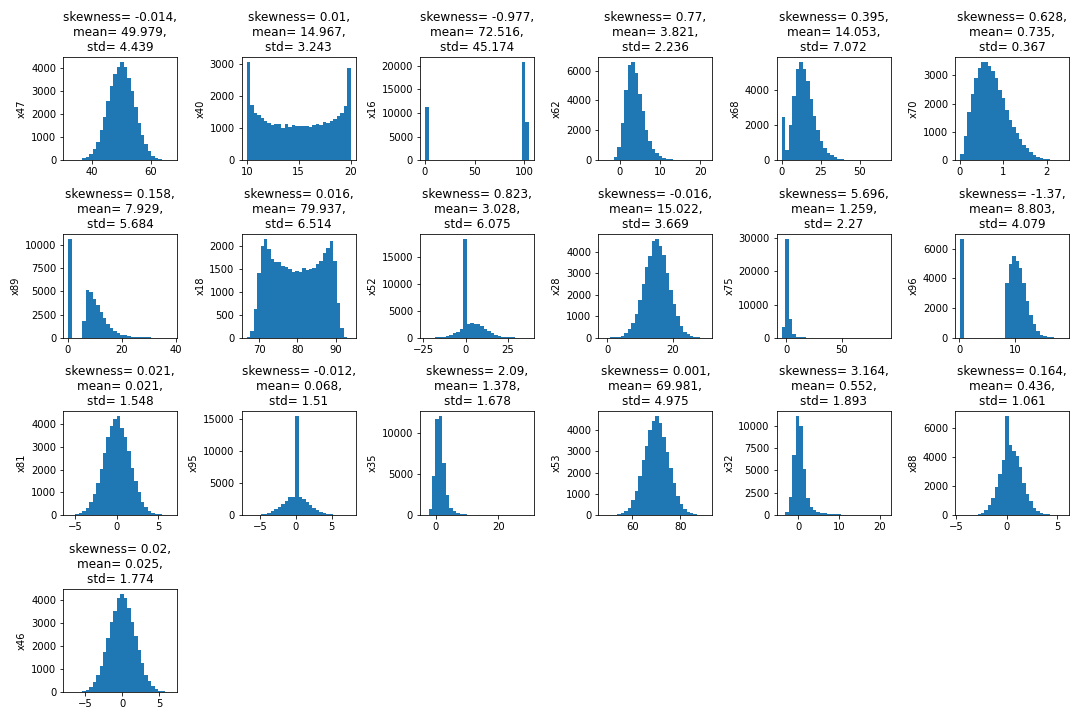 skewness= -0.014,
mean= 49.979,
std= 4.439
4000
3000
2000
1000
0
x47
40
60
skewness= 0.01,
mean= 14.967,
std= 3.243
3000
2000
1000
0
x40
10
15
20
skewness= -0.977,
mean= 72.516,
std= 45.174
20000
15000
10000
5000
0
x16
0
50
100
skewness= 0.77,
mean= 3.821,
std= 2.236
6000
4000
2000
0
x62
0
10
20
skewness= 0.395,
mean= 14.053,
std= 7.072
4000
2000
0
x68
0
25
50
skewness= 0.628,
mean= 0.735,
std= 0.367
3000
2000
1000
0
x70
0
1
2
skewness= 0.158,
mean= 7.929,
std= 5.684
10000
7500
5000
2500
0
x89
0
20
40
skewness= 0.016,
mean= 79.937,
std= 6.514
2000
1500
1000
500
0
x18
70
80
90
skewness= 0.823,
mean= 3.028,
std= 6.075
15000
10000
5000
0
x52
−25
0
25
skewness= -0.016,
mean= 15.022,
std= 3.669
4000
3000
2000
1000
0
x28
0
20
skewness= 5.696,
mean= 1.259,
std= 2.27
30000
20000
10000
0
x75
0
50
skewness= -1.37,
mean= 8.803,
std= 4.079
6000
4000
2000
0
x96
0
10
skewness= 0.021,
mean= 0.021,
std= 1.548
4000
3000
2000
1000
0
x81
−5
0
5
skewness= -0.012,
mean= 0.068,
std= 1.51
15000
10000
5000
0
x95
−5
0
5
skewness= 2.09,
mean= 1.378,
std= 1.678
10000
5000
0
x35
0
20
skewness= 0.001,
mean= 69.981,
std= 4.975
4000
3000
2000
1000
0
x53
60
80
skewness= 3.164,
mean= 0.552,
std= 1.893
10000
7500
5000
2500
0
x32
0
10
20
skewness= 0.164,
mean= 0.436,
std= 1.061
6000
4000
2000
0
x88
−5
0
5
skewness= 0.02,
mean= 0.025,
std= 1.774
4000
3000
2000
1000
0
x46
−5
0
5